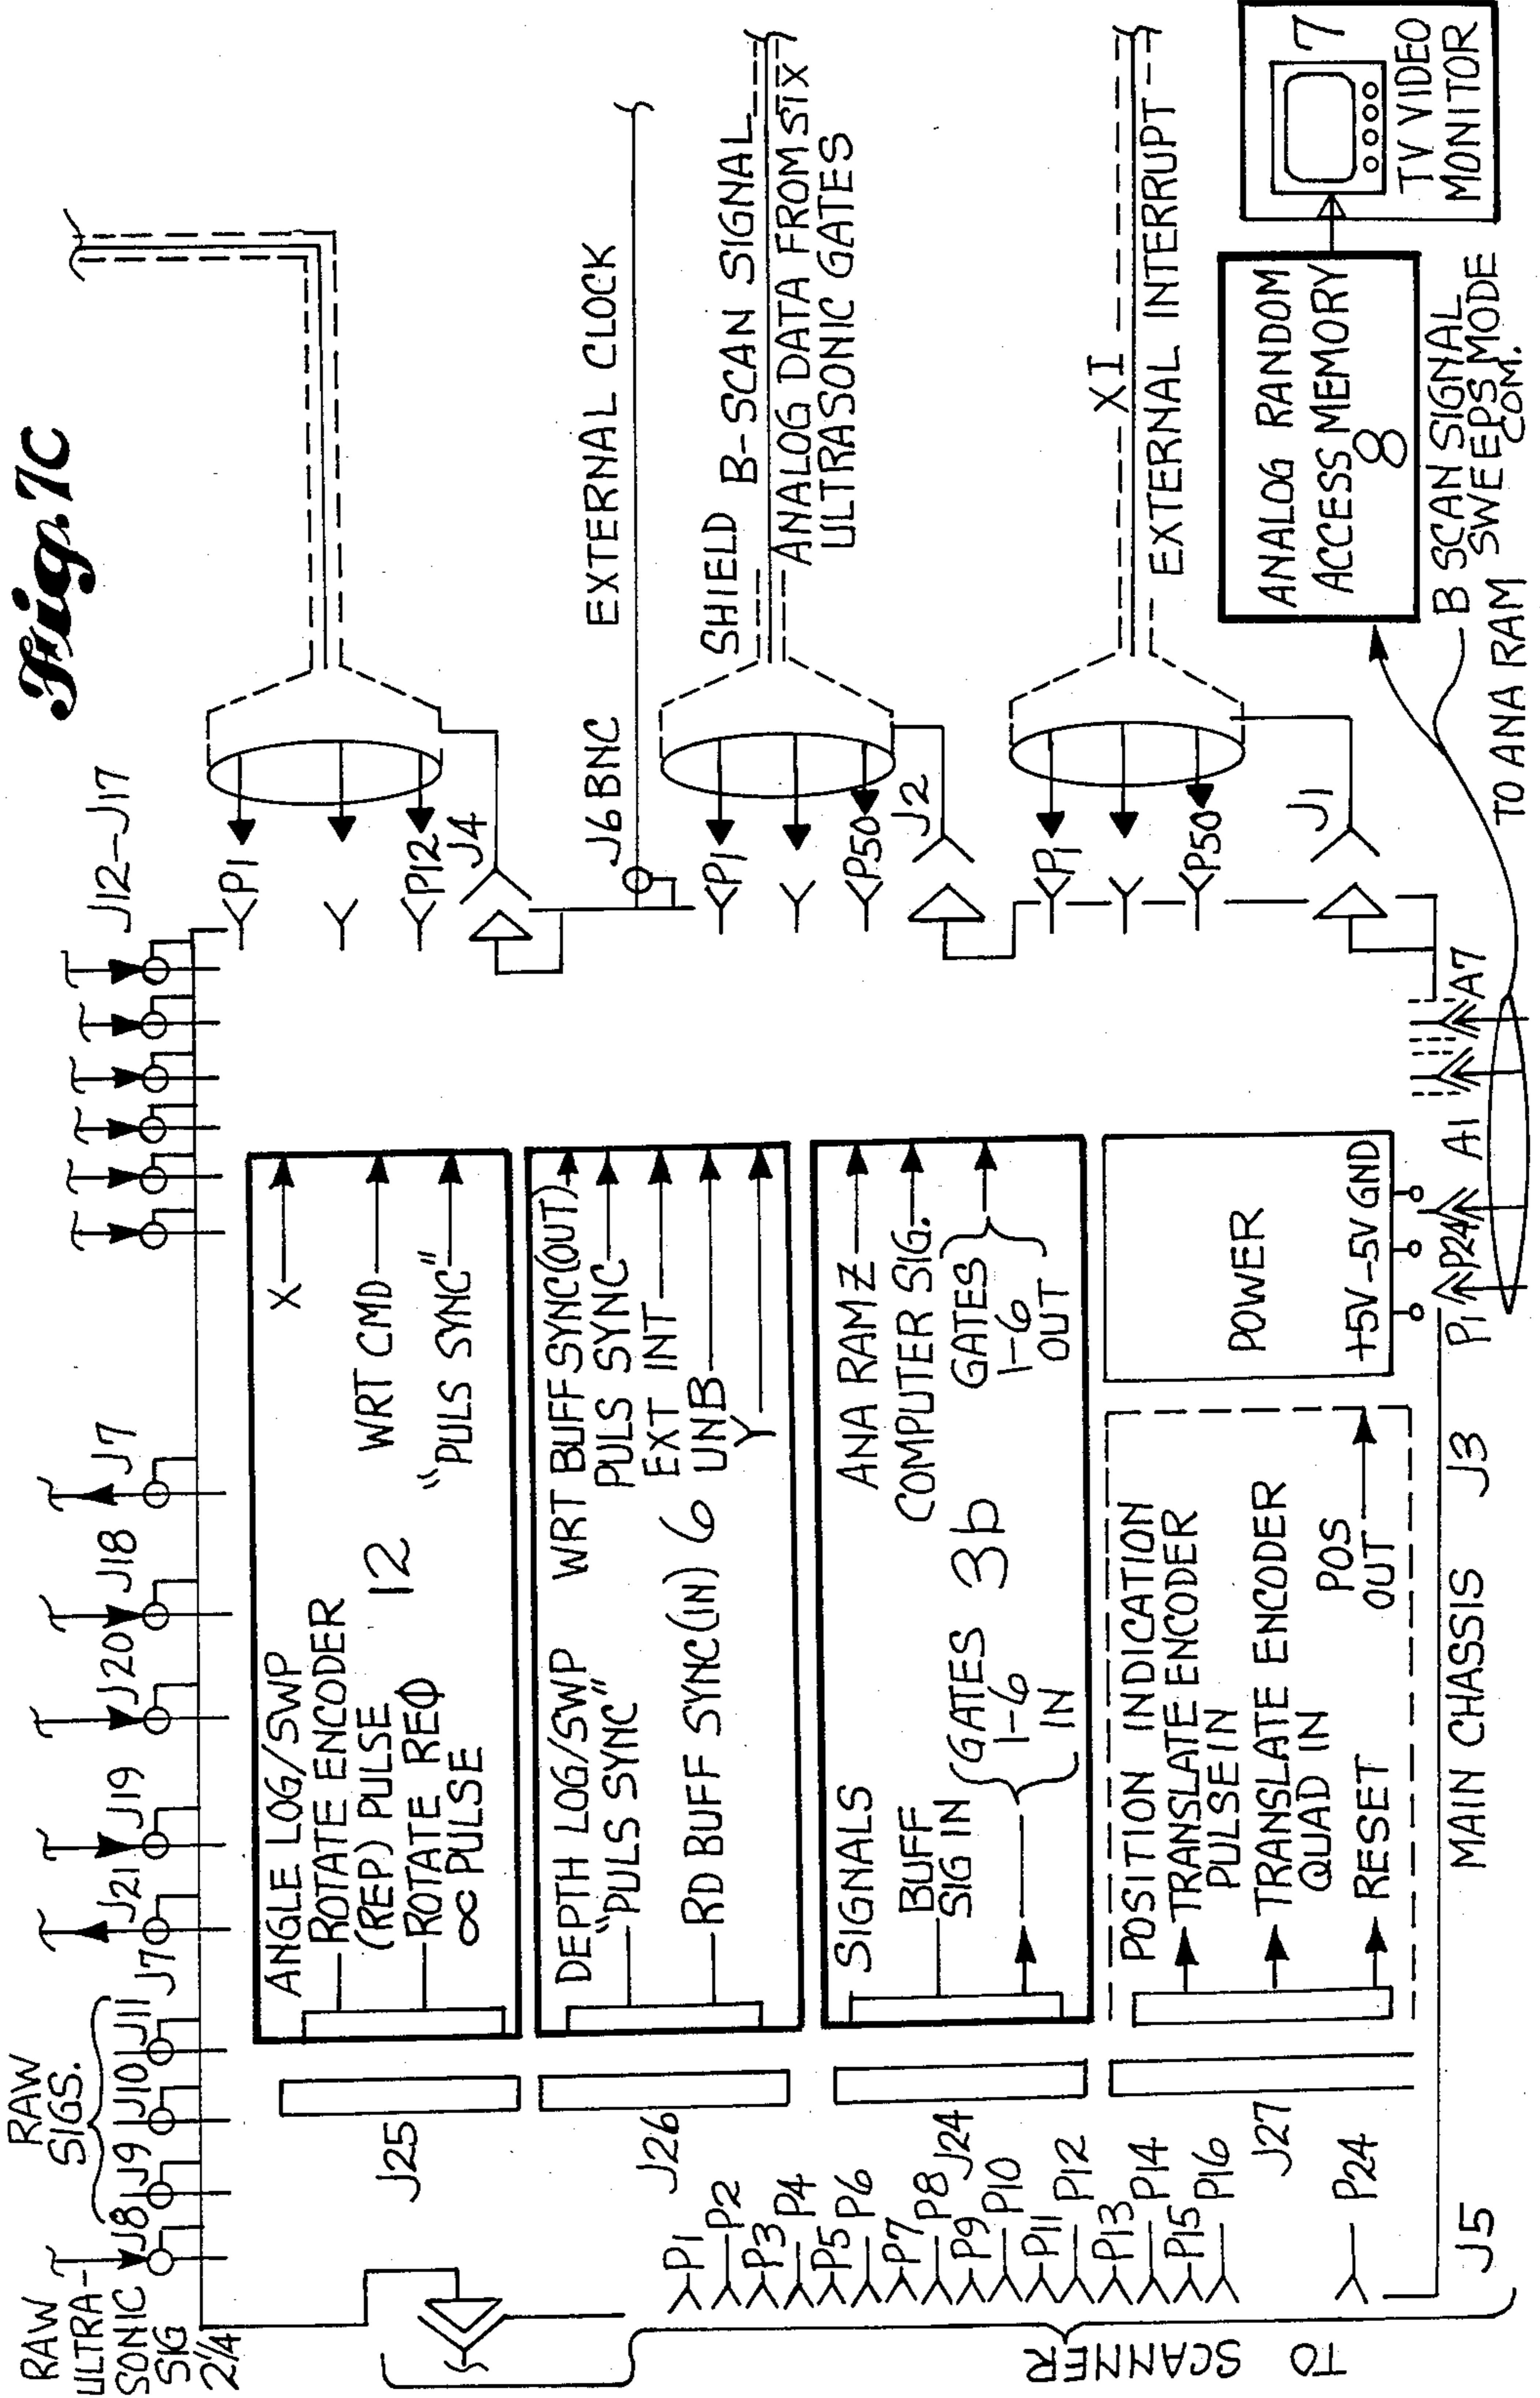 Fig. 7C
RAW
ULTRA-
SONIC
SIG
2¼
RAW
SIGS.
J8
J9
J10
J11
J7
J21
J19
J20
J18
J7
J12-J17
ANGLE LOG/SWP
ROTATE ENCODER
(REP) PULSE
12
ROTATE REϕ
∝ PULSE
X
WRT CMD
"PULS SYNC"
DEPTH LOG/SWP
"PULS SYNC"
RD BUFF SYNC(IN)
6
WRT BUFF SYNC(OUT)
PULS SYNC
EXT INT
UNB
Y
SIGNALS
BUFF
SIG IN
(GATES
1-6
IN
3b
ANA RAM Z
COMPUTER SIG.
GATES
1-6
OUT
POSITION INDICATION
TRANSLATE ENCODER
PULSE IN
TRANSLATE ENCODER
QUAD IN
RESET
POS
OUT
POWER
+5V -5V GND
J25
J26
J24
J27
P1
P2
P3
P4
P5
P6
P7
P8
P9
P10
P11
P12
P13
P14
P15
P16
P24
J5
TO SCANNER
MAIN CHASSIS
J3
P1
P24
A1
A7
P1
P12
J4
J6 BNC
EXTERNAL CLOCK
P1
P50
J2
SHIELD
B-SCAN SIGNAL
ANALOG DATA FROM SIX
ULTRASONIC GATES
P1
P50
J1
XI
EXTERNAL INTERRUPT
ANALOG RANDOM
ACCESS MEMORY
8
7
TV VIDEO
MONITOR
B SCAN SIGNAL
SWEEPS MODE
COM.
TO ANA RAM